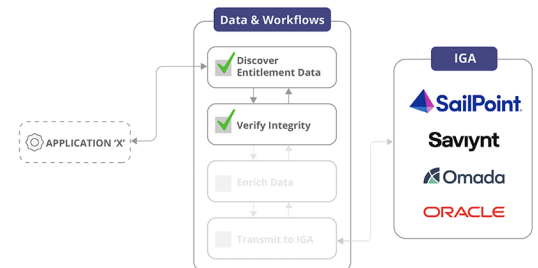 Data & Workflows
Discover
Entitlement Data
Verify Integrity
Enrich Data
Transmit to IGA
APPLICATION 'X'
IGA
SailPoint
Saviynt
Omada
ORACLE